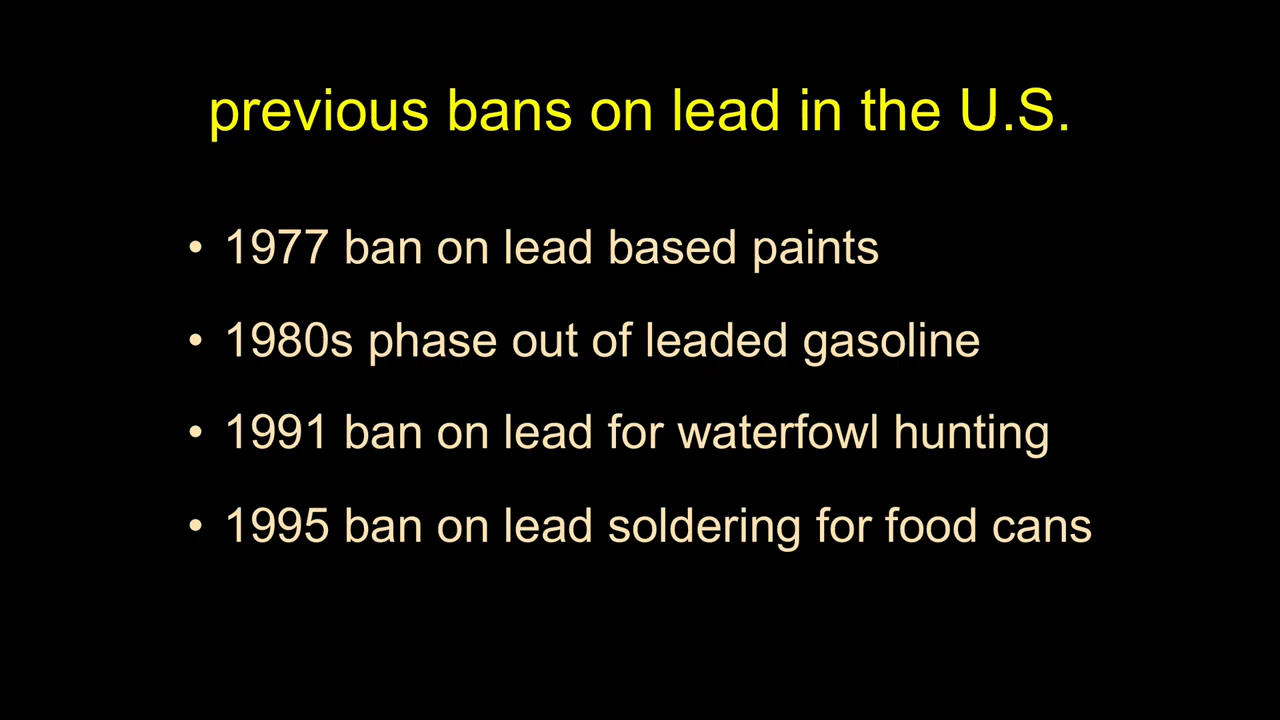 previous bans on lead in the U.S.
• 1977 ban on lead based paints
• 1980s phase out of leaded gasoline
• 1991 ban on lead for waterfowl hunting
• 1995 ban on lead soldering for food cans